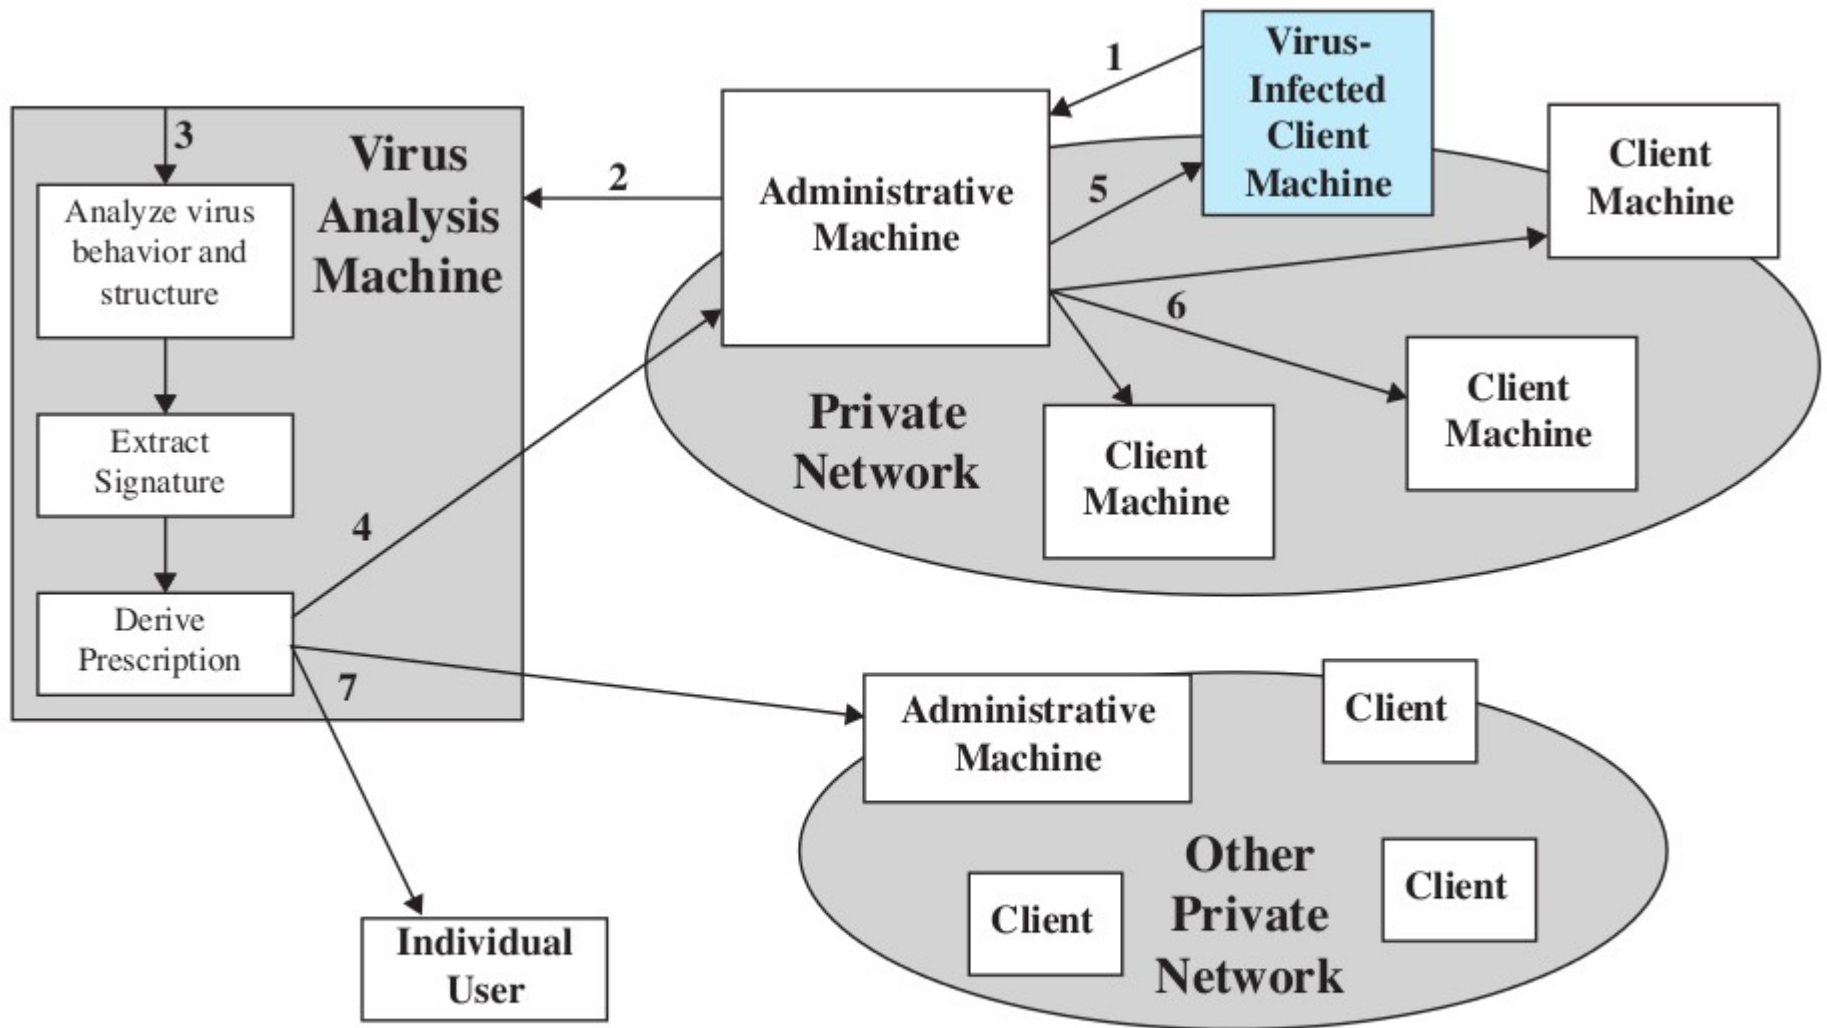 3
Virus
Analysis
Machine
Analyze virus
behavior and
structure
Extract
Signature
Derive
Prescription
2
4
7
Individual
User
Administrative
Machine
1
5
6
Virus-
Infected
Client
Machine
Client
Machine
Client
Machine
Client
Machine
Private
Network
Administrative
Machine
Client
Client
Client
Other
Private
Network